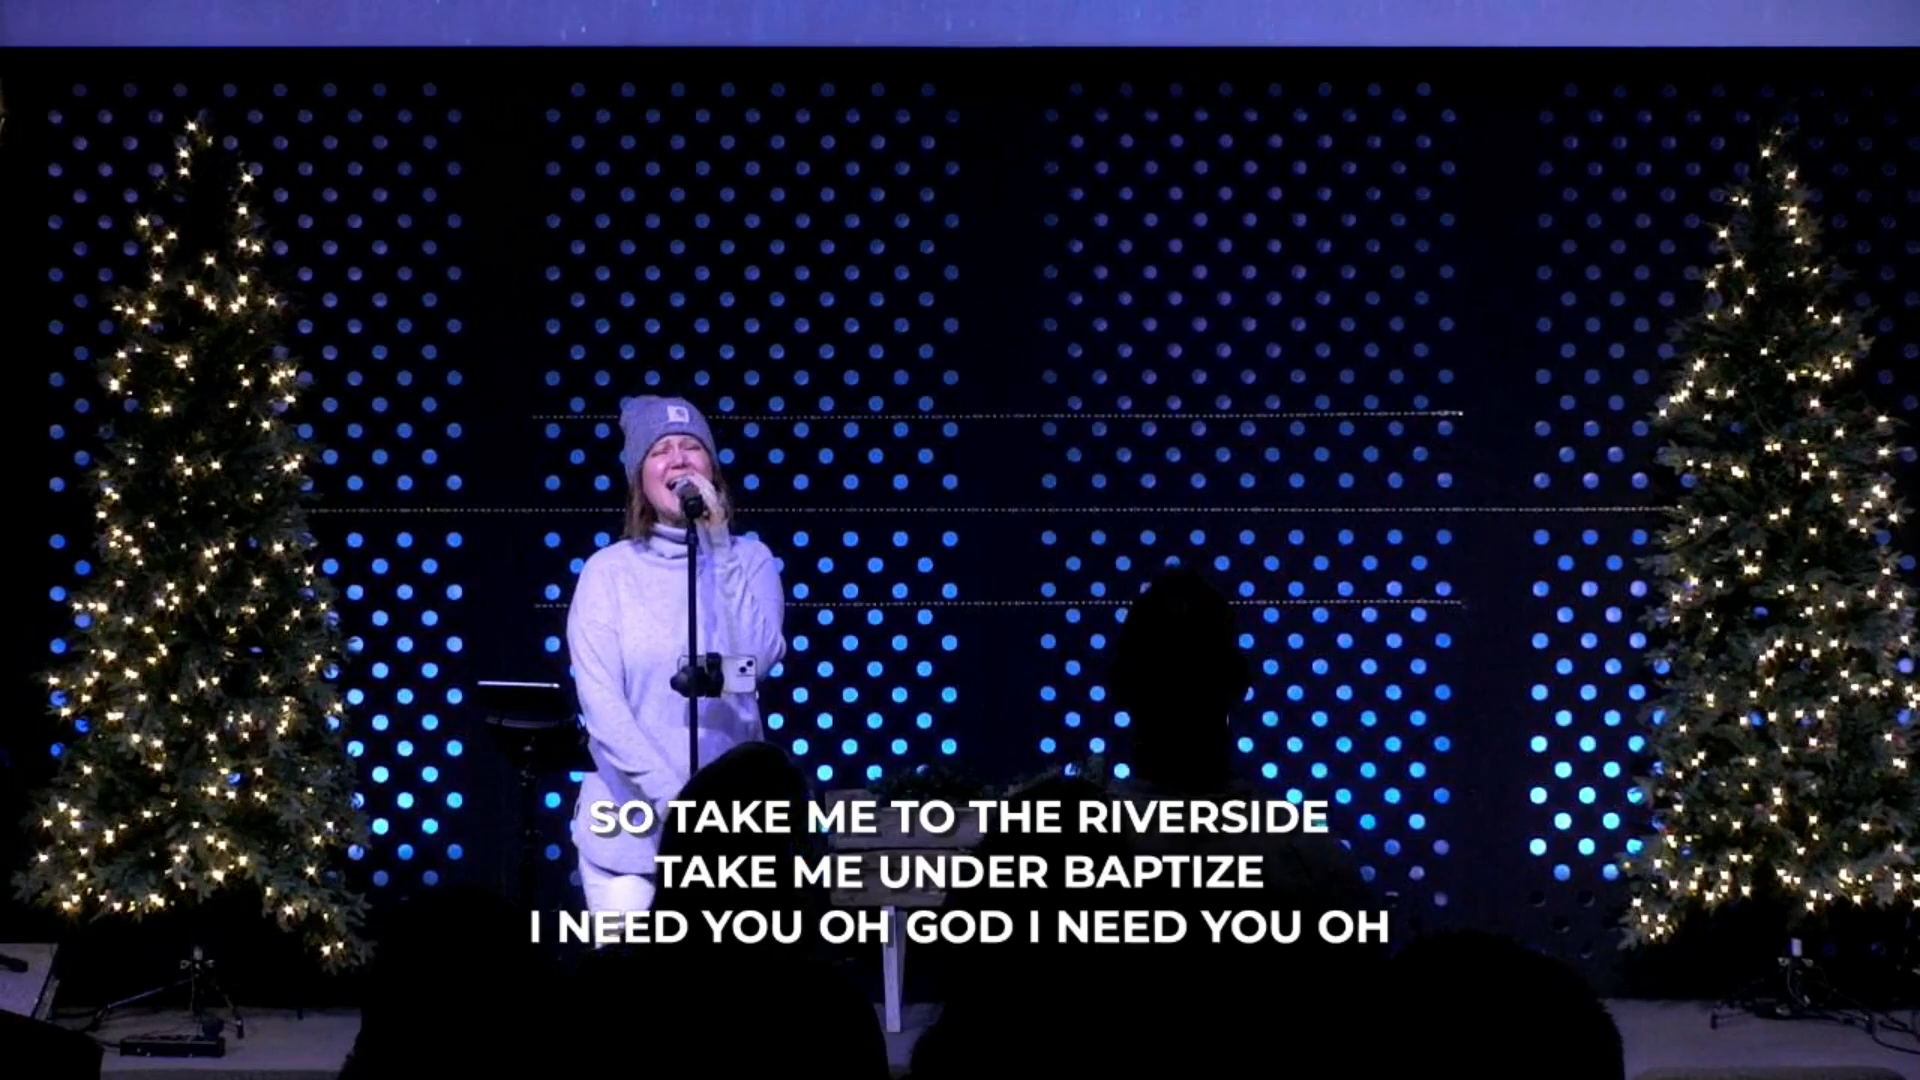 SO TAKE ME TO THE RIVERSIDE
TAKE ME UNDER BAPTIZE
I NEED YOU OH GOD I NEED YOU OH